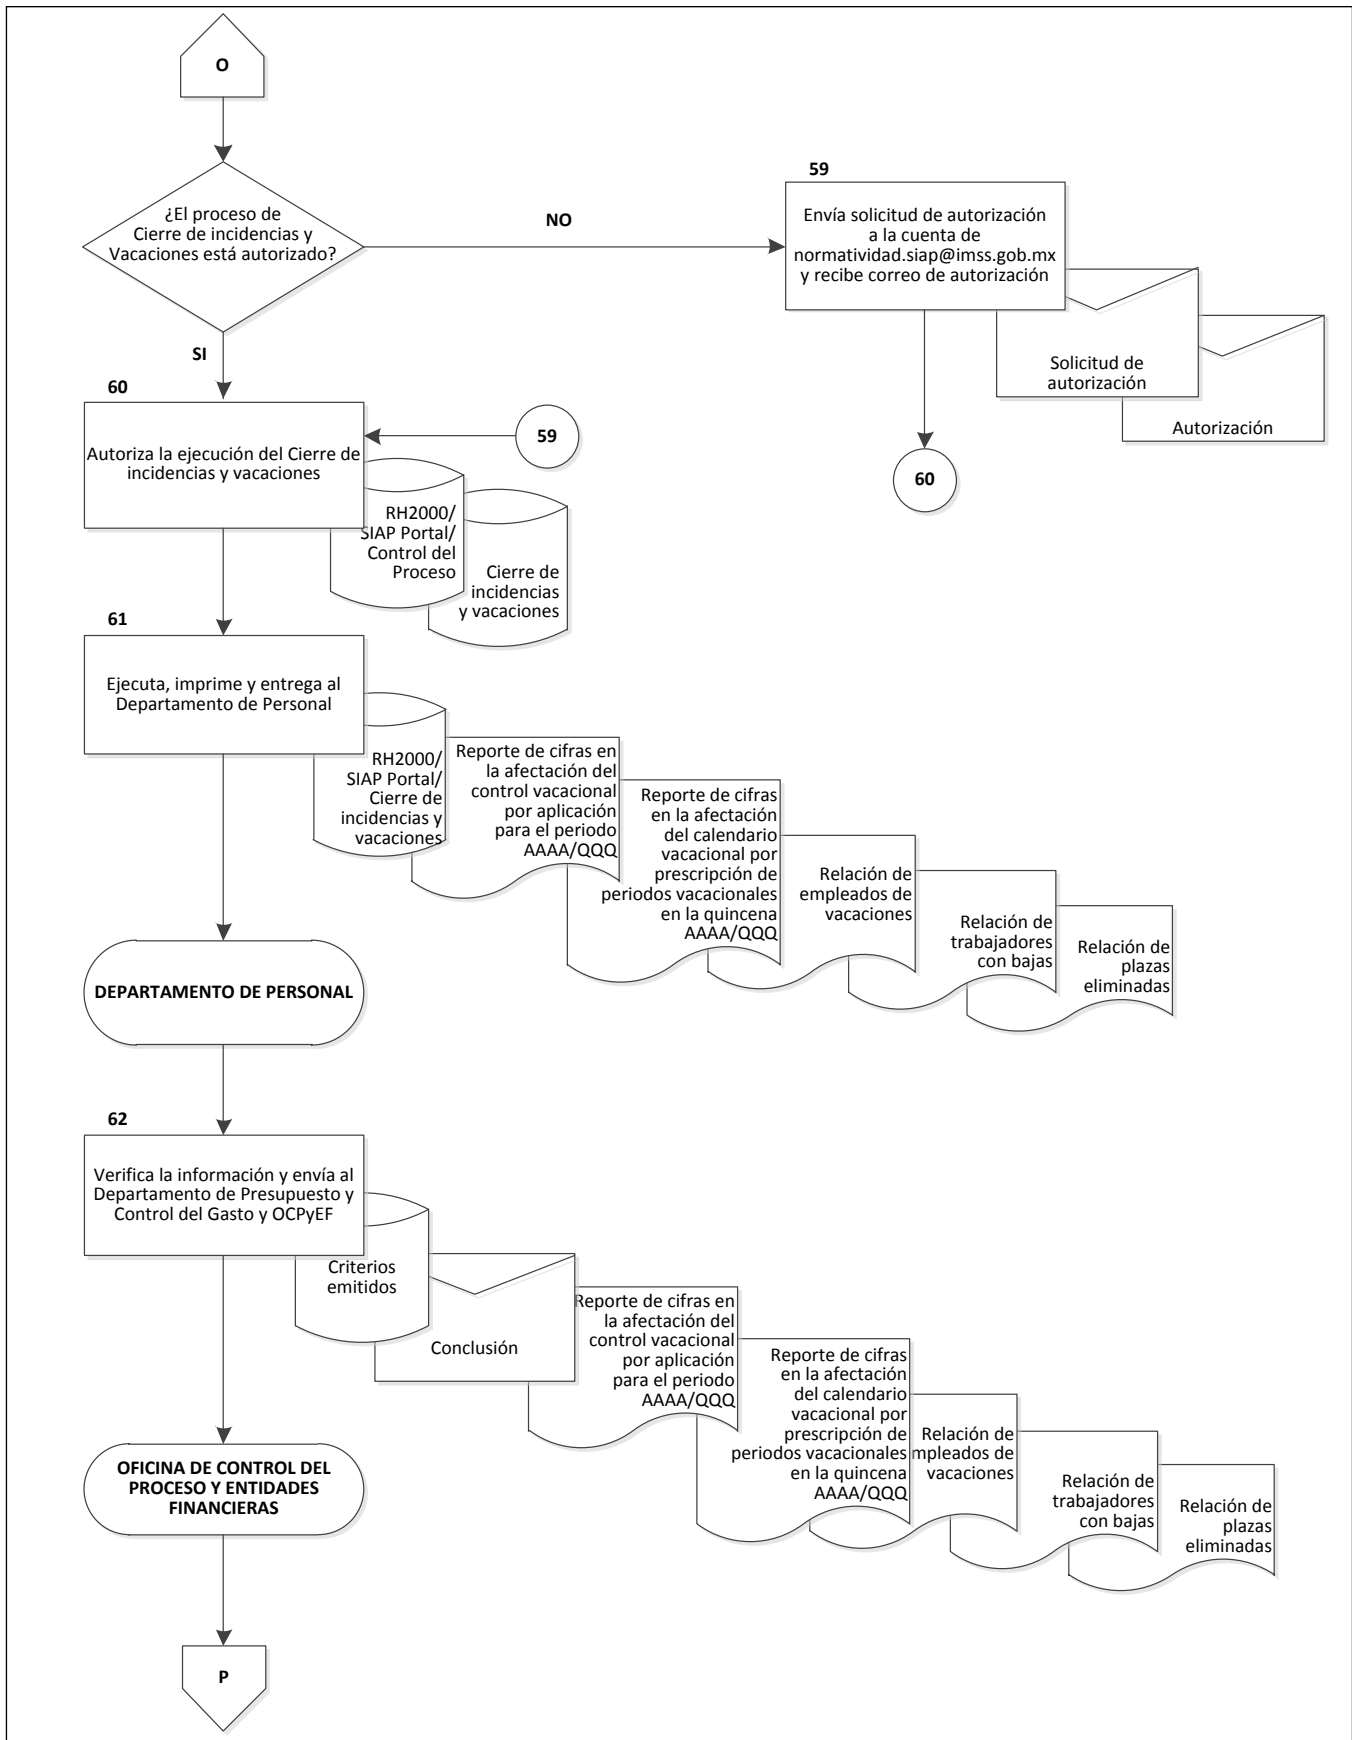 O
¿El proceso de
Cierre de incidencias y
Vacaciones está autorizado?
NO
59
Envía solicitud de autorización
a la cuenta de
normatividad.siap@imss.gob.mx
y recibe correo de autorización
Solicitud de
autorización
Autorización
60
SI
60
Autoriza la ejecución del Cierre de
incidencias y vacaciones
59
RH2000/
SIAP Portal/
Control del
Proceso
Cierre de
incidencias
y vacaciones
61
Ejecuta, imprime y entrega al
Departamento de Personal
RH2000/
SIAP Portal/
Cierre de
incidencias y
vacaciones
Reporte de cifras en
la afectación del
control vacacional
por aplicación
para el periodo
AAAA/QQQ
Reporte de cifras
en la afectación
del calendario
vacacional por
prescripción de
periodos vacacionales
en la quincena
AAAA/QQQ
Relación de
empleados de
vacaciones
Relación de
trabajadores
con bajas
Relación de
plazas
eliminadas
DEPARTAMENTO DE PERSONAL
62
Verifica la información y envía al
Departamento de Presupuesto y
Control del Gasto y OCPyEF
Criterios
emitidos
Conclusión
Reporte de cifras en
la afectación del
control vacacional
por aplicación
para el periodo
AAAA/QQQ
Reporte de cifras
en la afectación
del calendario
vacacional por
prescripción de
periodos vacacionales
en la quincena
AAAA/QQQ
Relación de
empleados de
vacaciones
Relación de
trabajadores
con bajas
Relación de
plazas
eliminadas
OFICINA DE CONTROL DEL
PROCESO Y ENTIDADES
FINANCIERAS
P